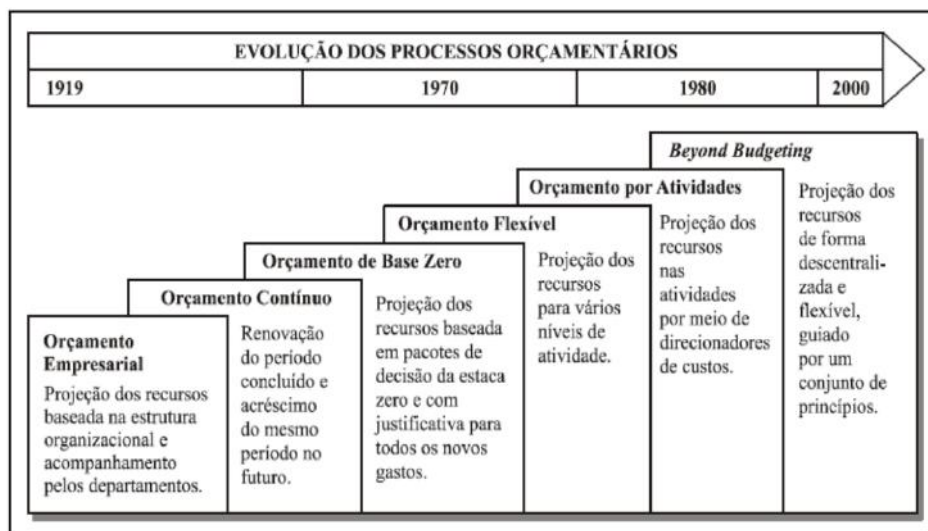 EVOLUÇÃO DOS PROCESSOS ORÇAMENTÁRIOS
1919 1970 1980 2000
Orçamento
Empresarial
Projeção dos recursos
baseada na estrutura
organizacional e
acompanhamento
pelos departamentos.
Orçamento Contínuo
Renovação
do período
concluído e
acréscimo
do mesmo
período no
futuro.
Orçamento de Base Zero
Projeção dos
recursos baseada
em pacotes de
decisão da estaca
zero e com
justificativa para
todos os novos
gastos.
Orçamento Flexível
Projeção dos
recursos
para vários
níveis de
atividade.
Orçamento por Atividades
Projeção dos
recursos
nas
atividades
por meio de
direcionadores
de custos.
Beyond Budgeting
Projeção dos
recursos
de forma
descentrali-
zada e
flexível,
guiado
por um
conjunto de
princípios.